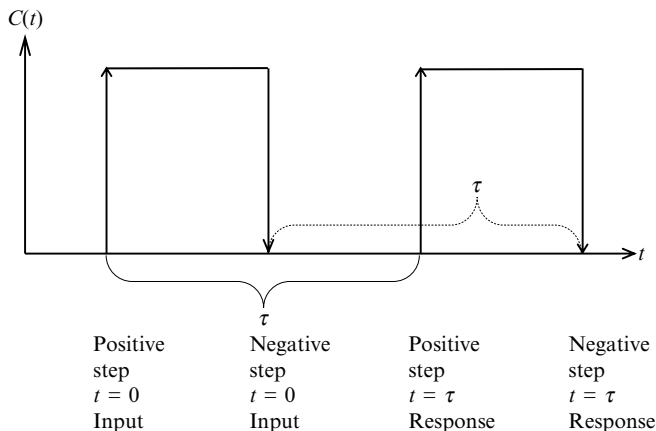 C(t)
τ
t
τ
Positive
step
t = 0
Input
Negative
step
t = 0
Input
Positive
step
t = τ
Response
Negative
step
t = τ
Response